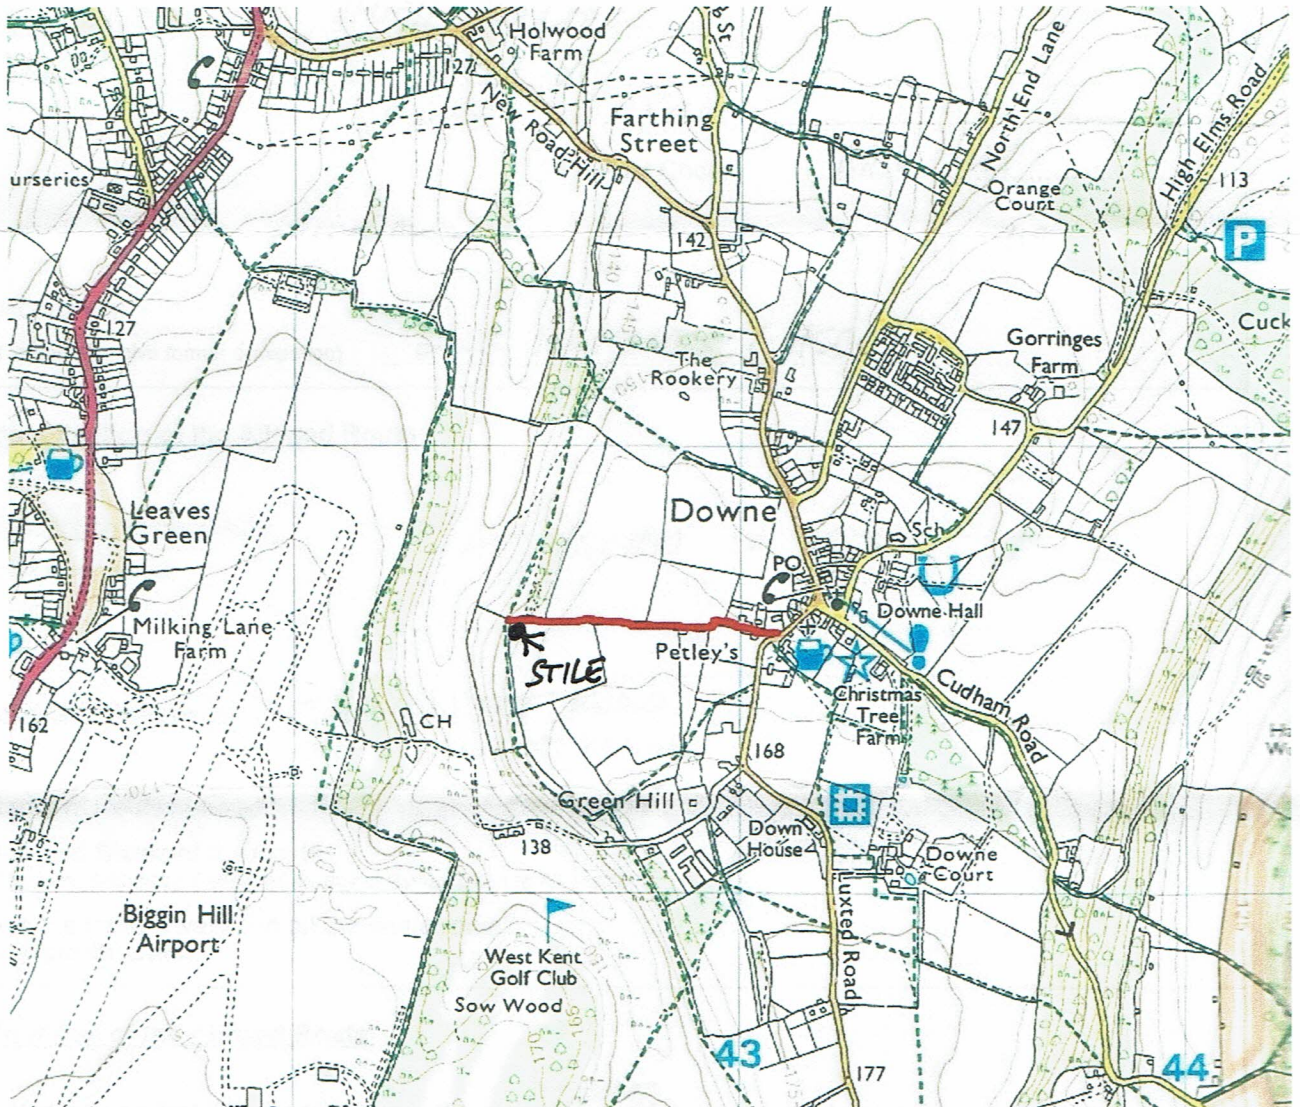 Holwood
Farm
127
New Road Hill
Farthing
Street
North End Lane
High Elms Road
urseries
Orange
Court
113
P
142
140
127
Gorringes
Farm
Cuck
The
Rookery
147
Leaves
Green
Downe
Sch
PO
Downe Hall
Milking Lane
Farm
Petley's
STILE
Christmas
Tree
Farm
Cudham Road
162
CH
168
Green Hill
138
Down
House
Downe
Court
Luxted Road
Biggin Hill
Airport
West Kent
Golf Club
Sow Wood
170
43
44
177